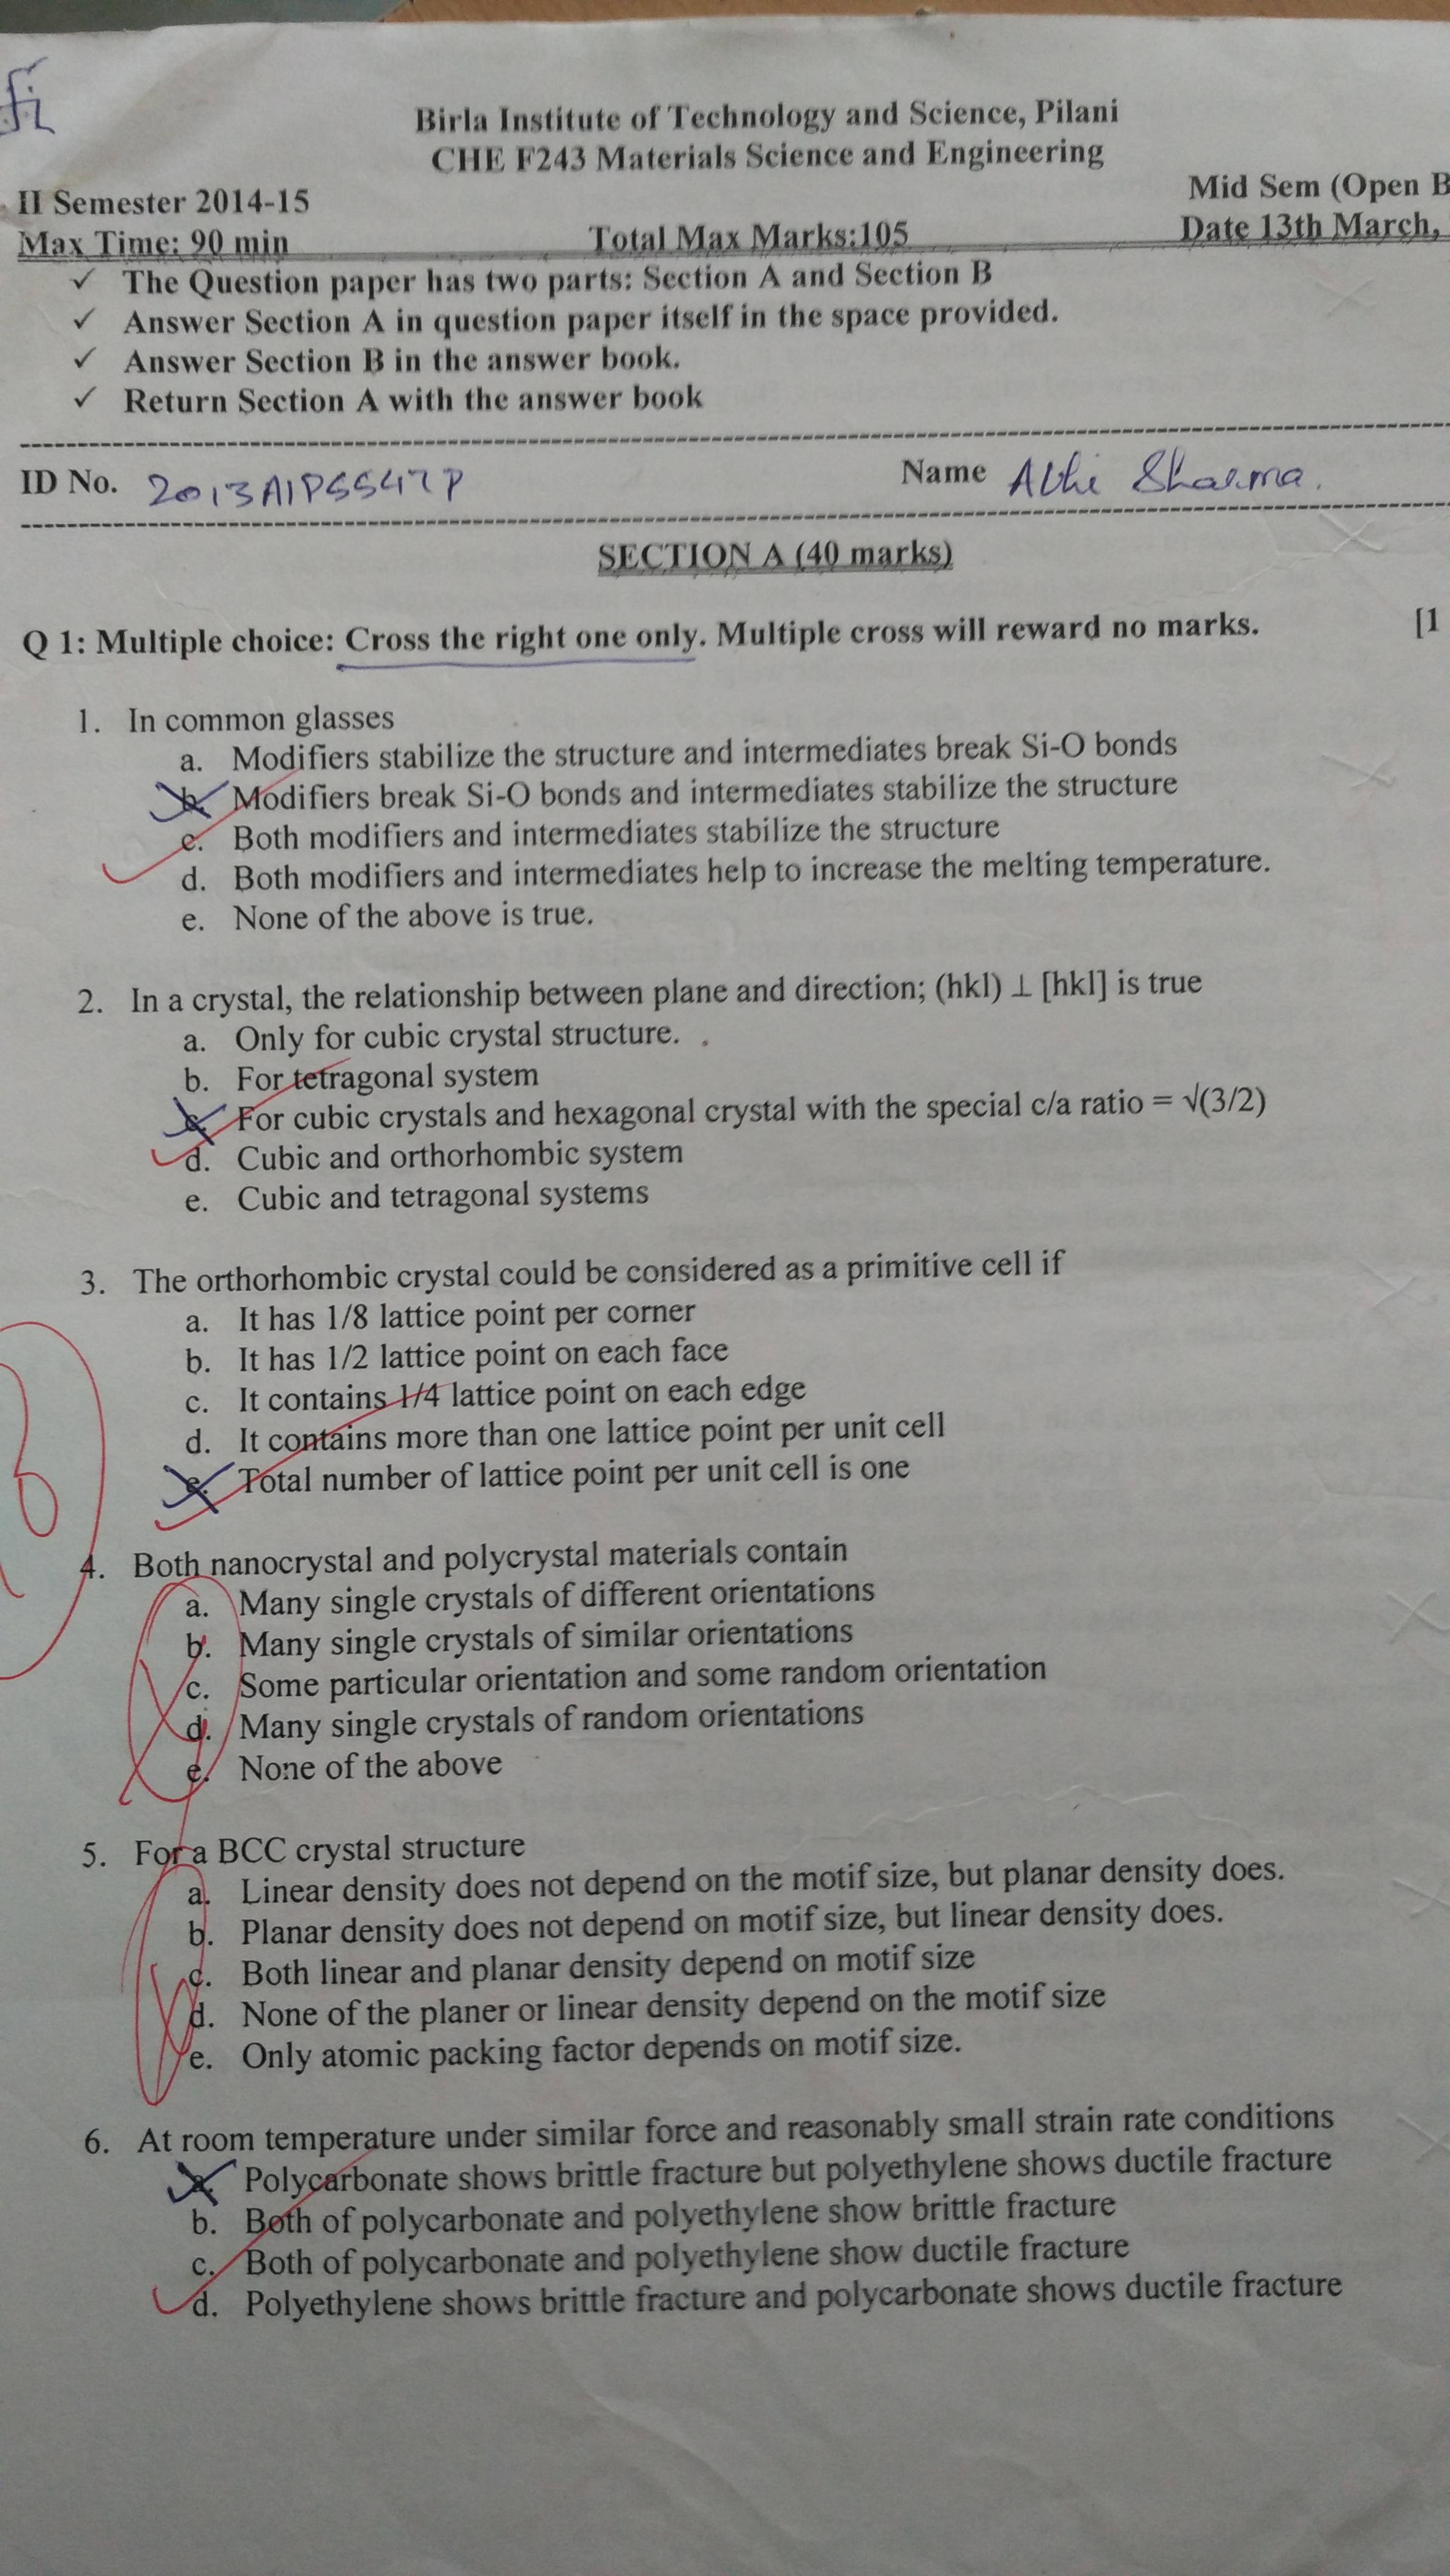 Birla Institute of Technology and Science, Pilani
CHE F243 Materials Science and Engineering
II Semester 2014-15 Mid Sem (Open B
Max Time: 90 min Total Max Marks:105 Date 13th March,
✓ The Question paper has two parts: Section A and Section B
✓ Answer Section A in question paper itself in the space provided.
✓ Answer Section B in the answer book.
✓ Return Section A with the answer book
ID No. 2013A1PS547P Name Abhi Sharma.
SECTION A (40 marks)
Q 1: Multiple choice: Cross the right one only. Multiple cross will reward no marks. [1
1. In common glasses
a. Modifiers stabilize the structure and intermediates break Si-O bonds
b. Modifiers break Si-O bonds and intermediates stabilize the structure
c. Both modifiers and intermediates stabilize the structure
d. Both modifiers and intermediates help to increase the melting temperature.
e. None of the above is true.
2. In a crystal, the relationship between plane and direction; (hkl) ⊥ [hkl] is true
a. Only for cubic crystal structure.
b. For tetragonal system
c. For cubic crystals and hexagonal crystal with the special c/a ratio = √(3/2)
d. Cubic and orthorhombic system
e. Cubic and tetragonal systems
3. The orthorhombic crystal could be considered as a primitive cell if
a. It has 1/8 lattice point per corner
b. It has 1/2 lattice point on each face
c. It contains 1/4 lattice point on each edge
d. It contains more than one lattice point per unit cell
e. Total number of lattice point per unit cell is one
4. Both nanocrystal and polycrystal materials contain
a. Many single crystals of different orientations
b. Many single crystals of similar orientations
c. Some particular orientation and some random orientation
d. Many single crystals of random orientations
e. None of the above
5. For a BCC crystal structure
a. Linear density does not depend on the motif size, but planar density does.
b. Planar density does not depend on motif size, but linear density does.
c. Both linear and planar density depend on motif size
d. None of the planer or linear density depend on the motif size
e. Only atomic packing factor depends on motif size.
6. At room temperature under similar force and reasonably small strain rate conditions
a. Polycarbonate shows brittle fracture but polyethylene shows ductile fracture
b. Both of polycarbonate and polyethylene show brittle fracture
c. Both of polycarbonate and polyethylene show ductile fracture
d. Polyethylene shows brittle fracture and polycarbonate shows ductile fracture